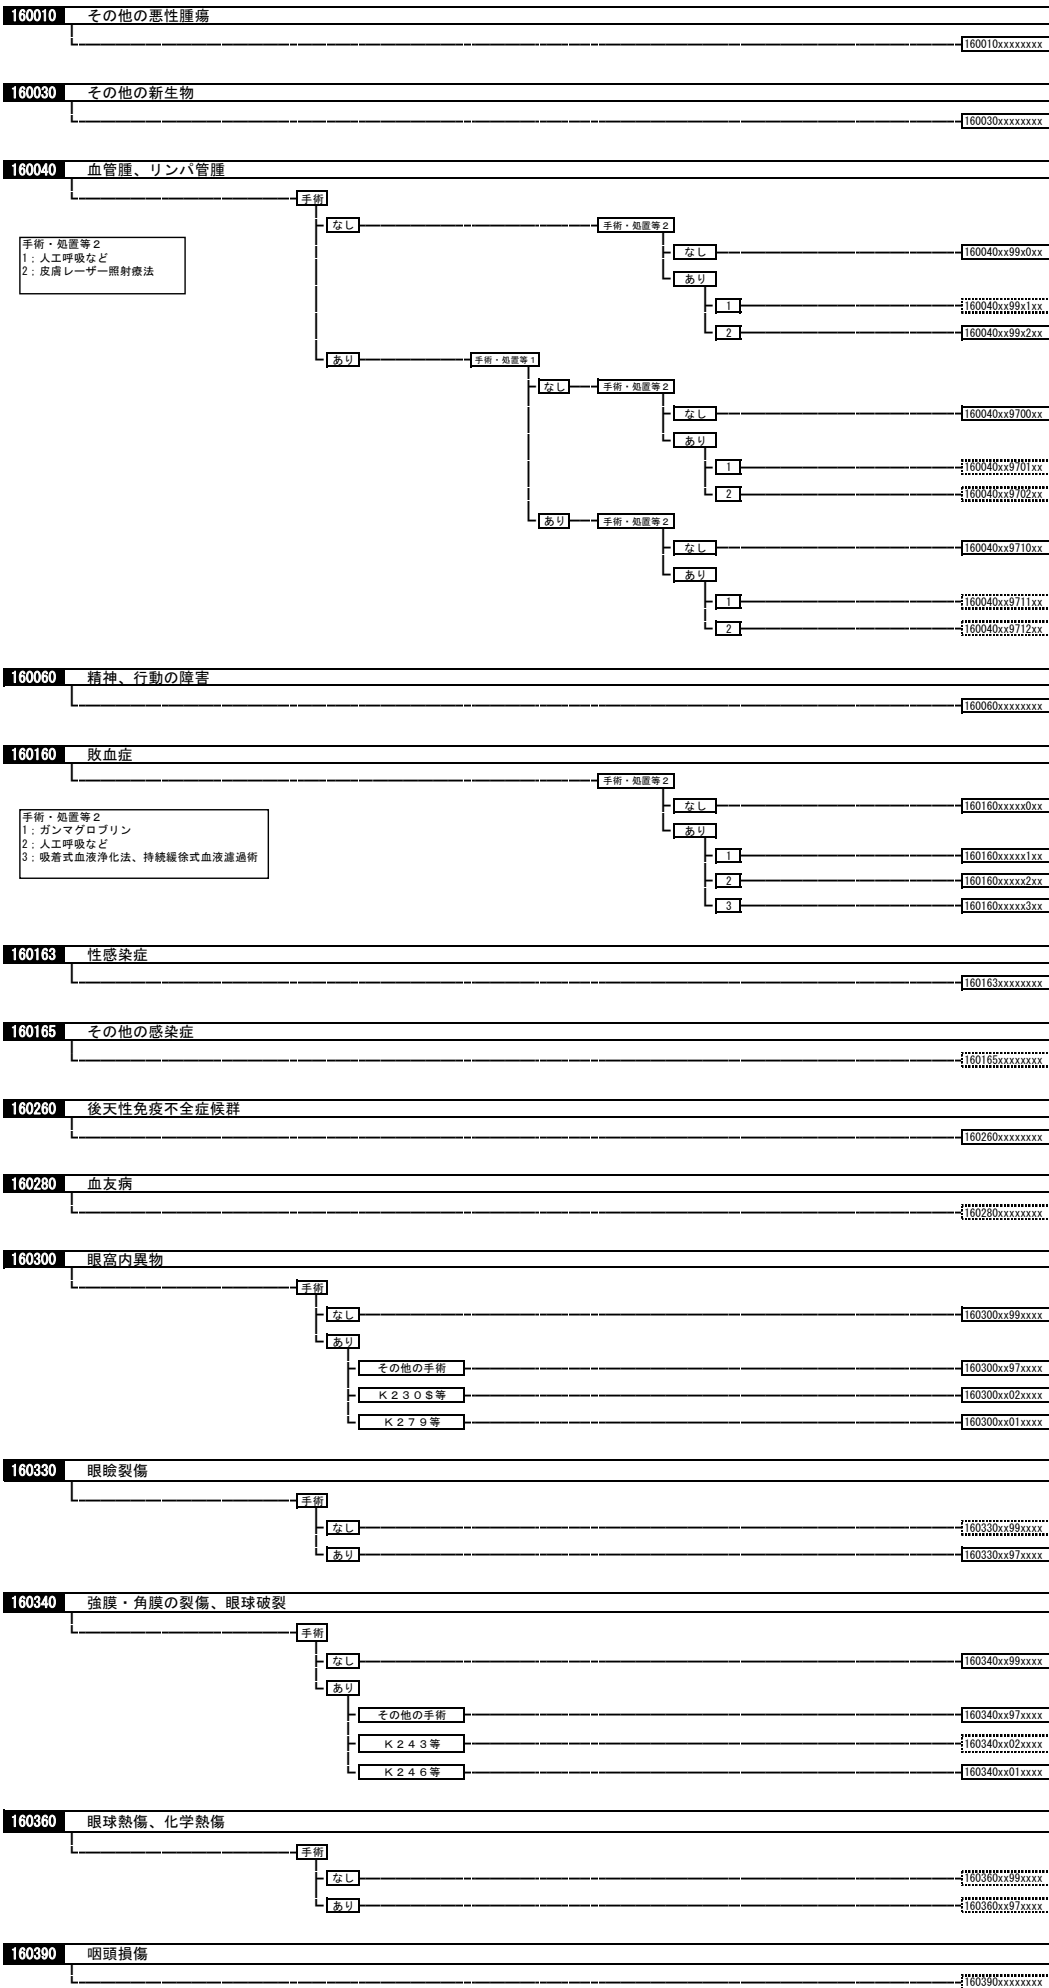 160010 その他の悪性腫瘍
160010xxxxxxxx
160030 その他の新生物
160030xxxxxxxx
160040 血管腫、リンパ管腫
手術
なし 手術・処置等２
手術・処置等２
1；人工呼吸など
2；皮膚レーザー照射療法
なし 160040xx99x0xx
あり
1 160040xx99x1xx
2 160040xx99x2xx
あり 手術・処置等１
なし 手術・処置等２
なし 160040xx9700xx
あり
1 160040xx9701xx
2 160040xx9702xx
あり 手術・処置等２
なし 160040xx9710xx
あり
1 160040xx9711xx
2 160040xx9712xx
160060 精神、行動の障害
160060xxxxxxxx
160160 敗血症
手術・処置等２
手術・処置等２
1；ガンマグロブリン
2；人工呼吸など
3；吸着式血液浄化法、持続緩徐式血液濾過術
なし 160160xxxxx0xx
あり
1 160160xxxxx1xx
2 160160xxxxx2xx
3 160160xxxxx3xx
160163 性感染症
160163xxxxxxxx
160165 その他の感染症
160165xxxxxxxx
160260 後天性免疫不全症候群
160260xxxxxxxx
160280 血友病
160280xxxxxxxx
160300 眼窩内異物
手術
なし 160300xx99xxxx
あり
その他の手術 160300xx97xxxx
Ｋ２３０＄等 160300xx02xxxx
Ｋ２７９等 160300xx01xxxx
160330 眼瞼裂傷
手術
なし 160330xx99xxxx
あり 160330xx97xxxx
160340 強膜・角膜の裂傷、眼球破裂
手術
なし 160340xx99xxxx
あり
その他の手術 160340xx97xxxx
Ｋ２４３等 160340xx02xxxx
Ｋ２４６等 160340xx01xxxx
160360 眼球熱傷、化学熱傷
手術
なし 160360xx99xxxx
あり 160360xx97xxxx
160390 咽頭損傷
160390xxxxxxxx